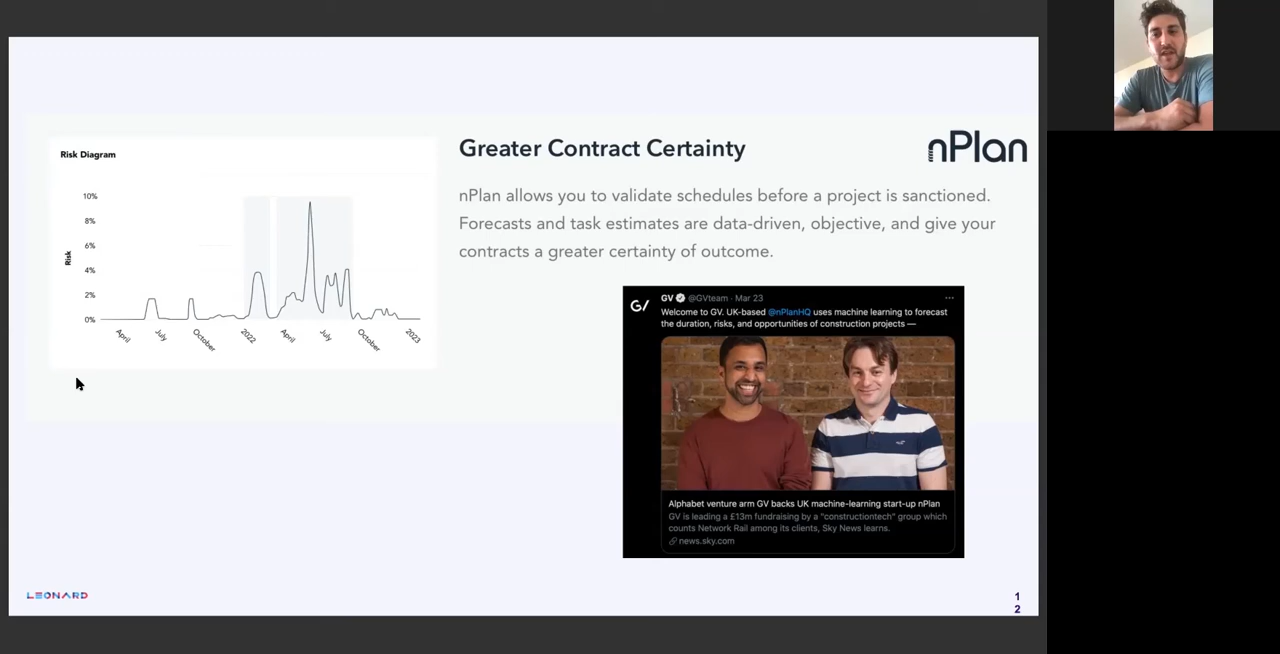 Risk Diagram
10%
8%
6%
4%
2%
0%
Risk
April
July
October
2022
April
July
October
2023
Greater Contract Certainty
nPlan
nPlan allows you to validate schedules before a project is sanctioned.
Forecasts and task estimates are data-driven, objective, and give your
contracts a greater certainty of outcome.
G/
GV @GVteam · Mar 23
Welcome to GV. UK-based @nPlanHQ uses machine learning to forecast
the duration, risks, and opportunities of construction projects —
Alphabet venture arm GV backs UK machine-learning start-up nPlan
GV is leading a £13m fundraising by a "constructiontech" group which
counts Network Rail among its clients, Sky News learns.
news.sky.com
LEONARD
1
2